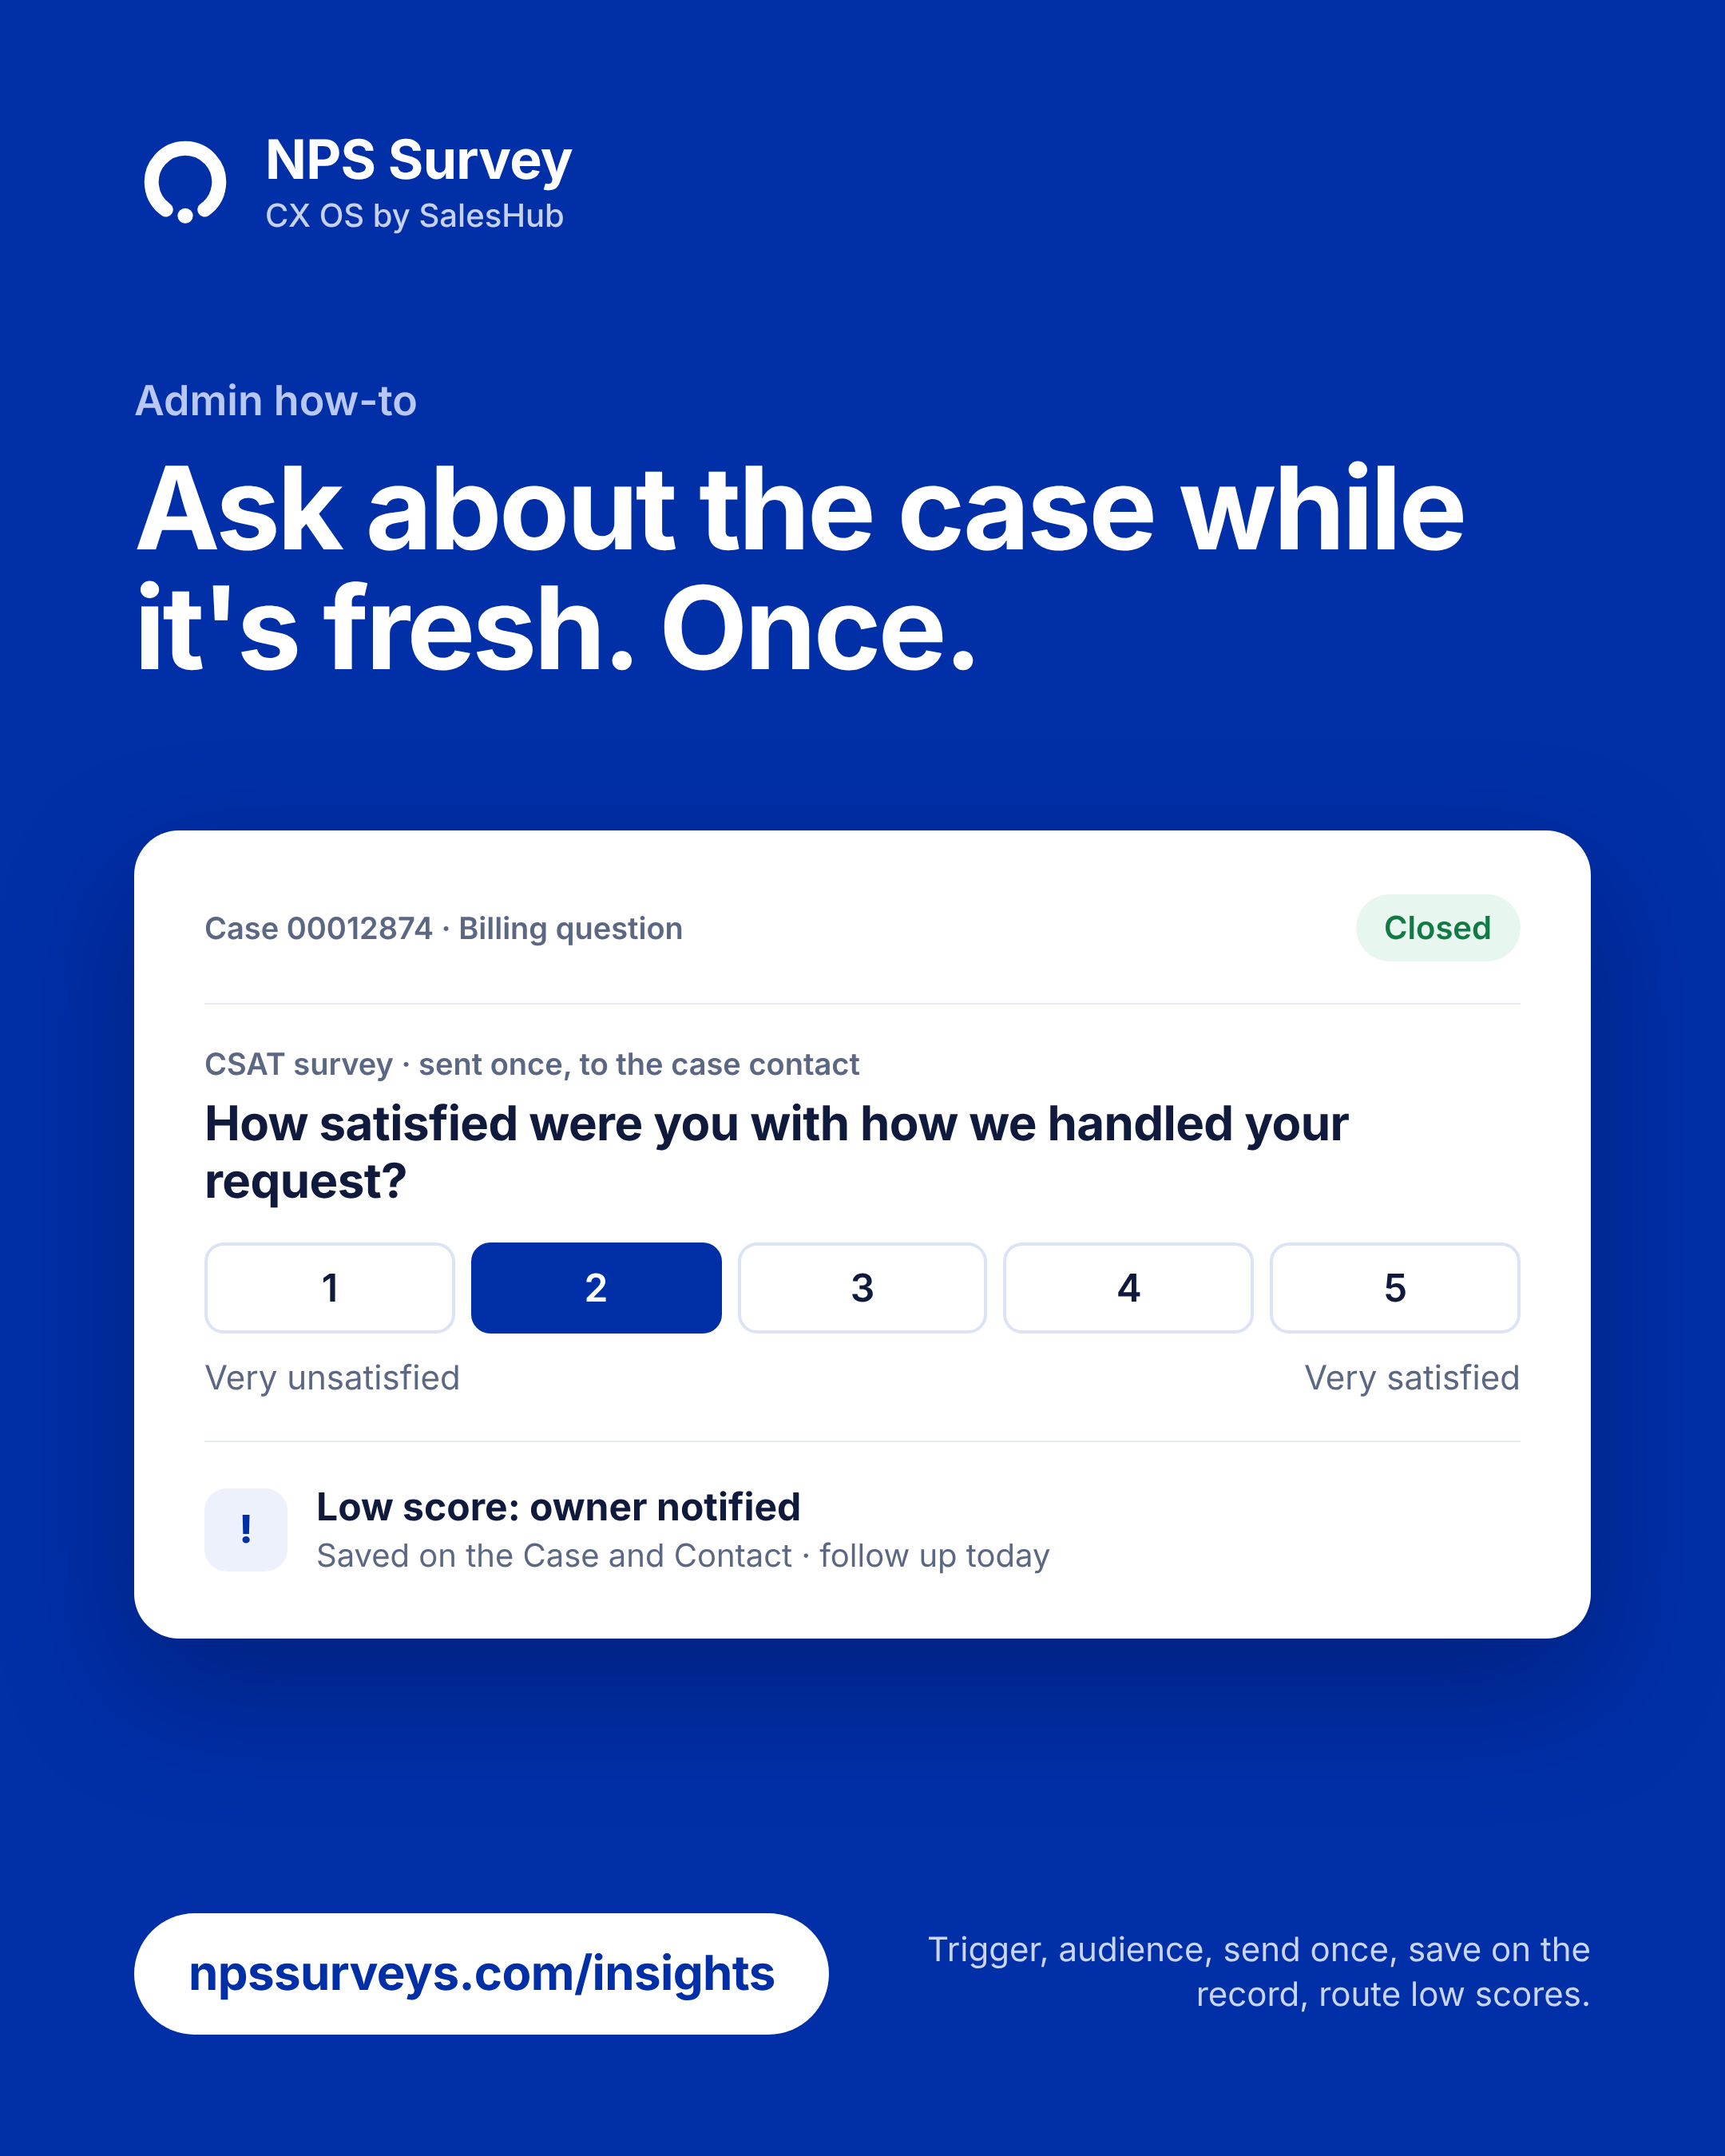 NPS Survey
CX OS by SalesHub
Admin how-to
Ask about the case while
it's fresh. Once.
Case 00012874 · Billing question
Closed
CSAT survey · sent once, to the case contact
How satisfied were you with how we handled your
request?
1 2 3 4 5
Very unsatisfied Very satisfied
!
Low score: owner notified
Saved on the Case and Contact · follow up today
npssurveys.com/insights
Trigger, audience, send once, save on the
record, route low scores.